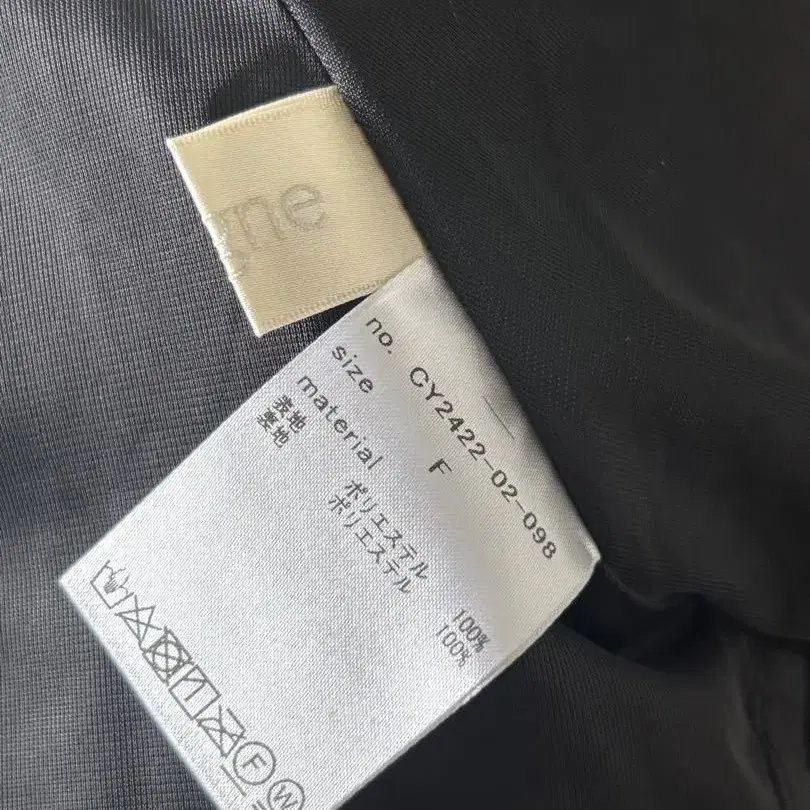 gne
no. CY2422-02-098
size F
material
表地 ポリエステル 100%
裏地 ポリエステル 100%
F
W